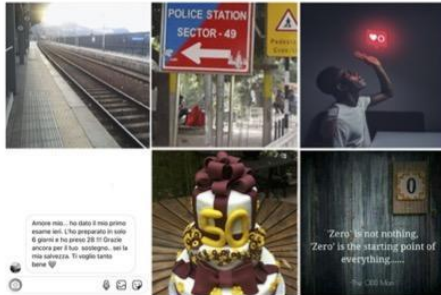 POLICE STATION
SECTOR - 49
0
Amore mio... ho dato il mio primo
esame ieri. L'ho preparato in solo
6 giorni e ho preso 28 !!! Grazie
ancora per il tuo sostegno.. sei la
mia salvezza. Ti voglio tanto
bene
50
0
'Zero' is not nothing,
'Zero' is the starting point of
everything.....